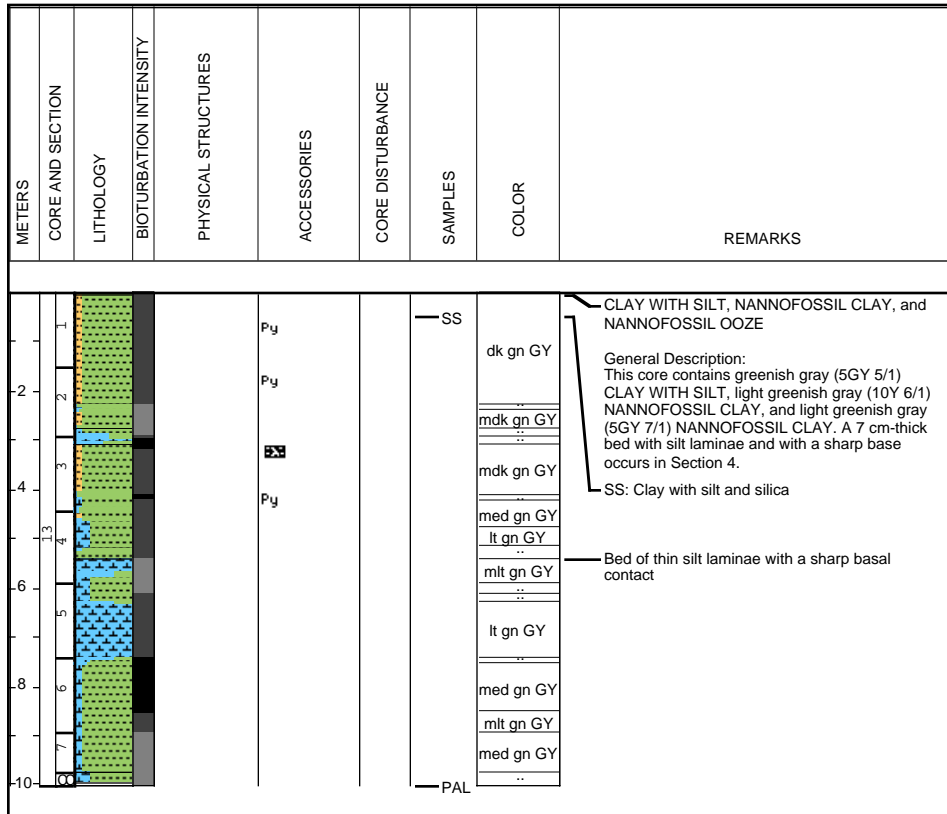 METERS
CORE AND SECTION
LITHOLOGY
BIOTURBATION INTENSITY
PHYSICAL STRUCTURES
ACCESSORIES
CORE DISTURBANCE
SAMPLES
COLOR
REMARKS
CLAY WITH SILT, NANNOFOSSIL CLAY, and
NANNOFOSSIL OOZE
1
Py
SS
dk gn GY
General Description:
This core contains greenish gray (5GY 5/1)
CLAY WITH SILT, light greenish gray (10Y 6/1)
NANNOFOSSIL CLAY, and light greenish gray
(5GY 7/1) NANNOFOSSIL CLAY. A 7 cm-thick
bed with silt laminae and with a sharp base
occurs in Section 4.
2
2
Py
..
mdk gn GY
..
3
mdk gn GY
4
Py
SS: Clay with silt and silica
..
13
4
med gn GY
lt gn GY
..
Bed of thin silt laminae with a sharp basal
contact
mlt gn GY
6
..
..
5
lt gn GY
..
8
6
med gn GY
mlt gn GY
7
med gn GY
10
8
..
PAL